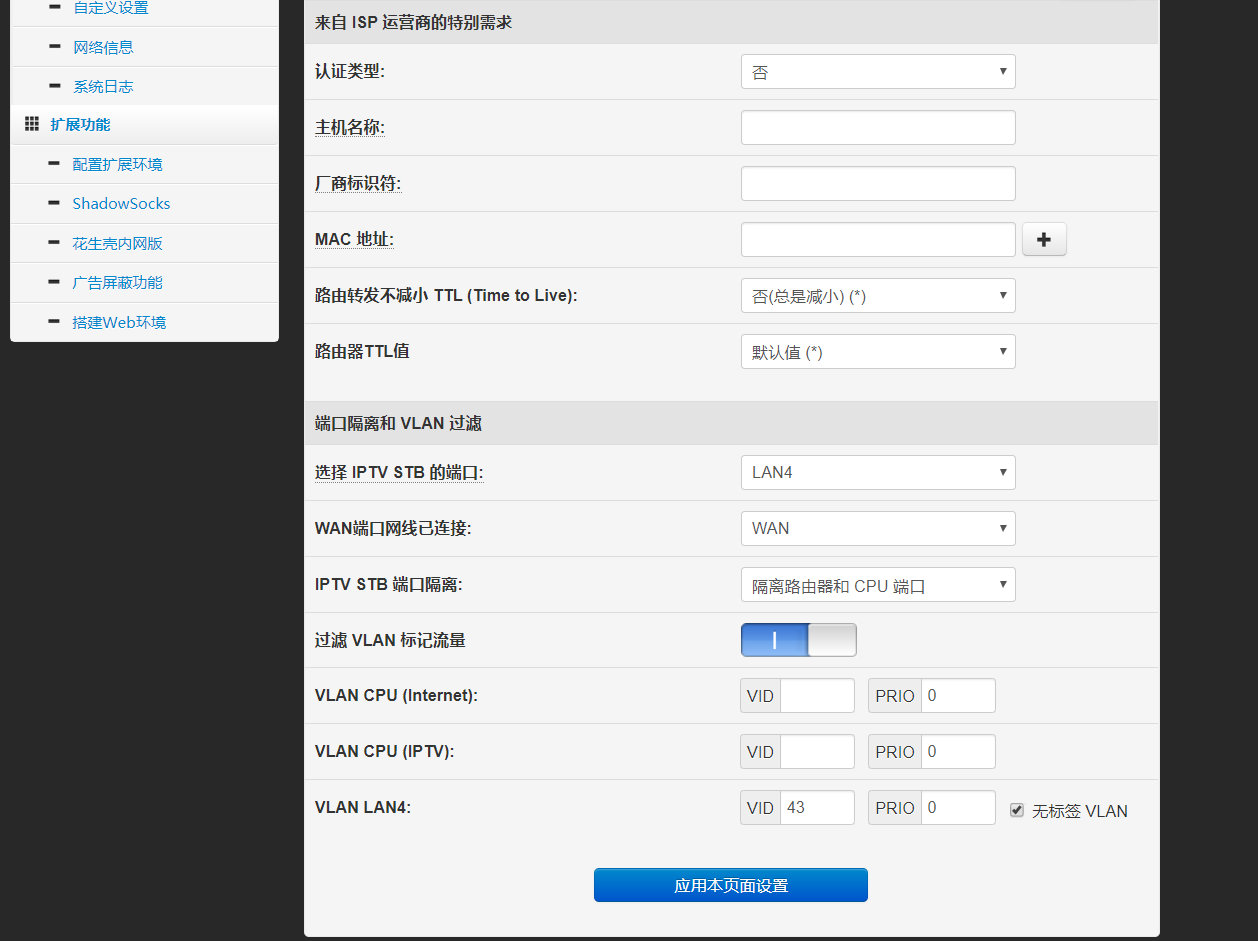 自定义设置
网络信息
系统日志
扩展功能
配置扩展环境
ShadowSocks
花生壳内网版
广告屏蔽功能
搭建Web环境
来自 ISP 运营商的特别需求
认证类型: 否
主机名称:
厂商标识符:
MAC 地址:
路由转发不减小 TTL (Time to Live): 否(总是减小) (*)
路由器TTL值 默认值 (*)
端口隔离和 VLAN 过滤
选择 IPTV STB 的端口: LAN4
WAN端口网线已连接: WAN
IPTV STB 端口隔离: 隔离路由器和 CPU 端口
过滤 VLAN 标记流量
VLAN CPU (Internet): VID PRIO 0
VLAN CPU (IPTV): VID PRIO 0
VLAN LAN4: VID 43 PRIO 0 无标签 VLAN
应用本页面设置